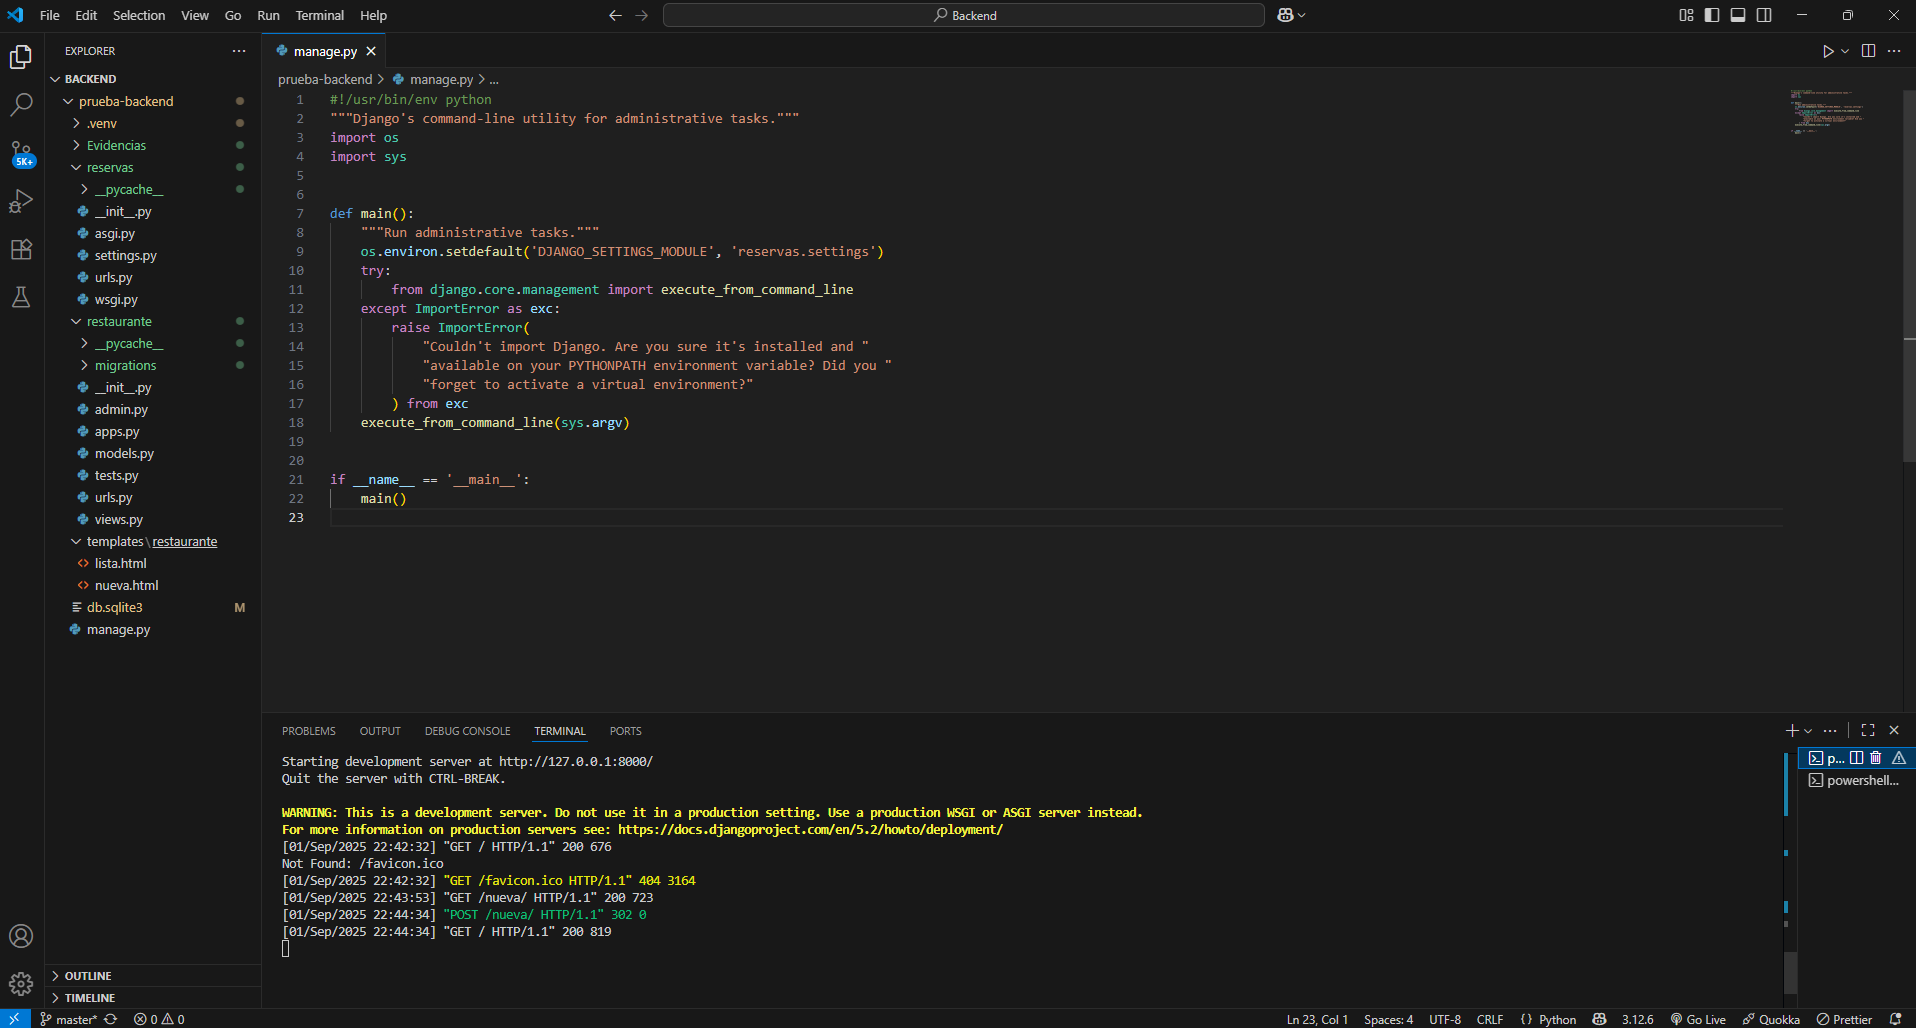 File Edit Selection View Go Run Terminal Help
Backend
EXPLORER
BACKEND
prueba-backend
.venv
Evidencias
5K+
reservas
__pycache__
__init__.py
asgi.py
settings.py
urls.py
wsgi.py
restaurante
__pycache__
migrations
__init__.py
admin.py
apps.py
models.py
tests.py
urls.py
views.py
templates\restaurante
lista.html
nueva.html
db.sqlite3 M
manage.py
OUTLINE
TIMELINE
manage.py
prueba-backend > manage.py > ...
1 #!/usr/bin/env python
2 """Django's command-line utility for administrative tasks."""
3 import os
4 import sys
5
6
7 def main():
8 """Run administrative tasks."""
9 os.environ.setdefault('DJANGO_SETTINGS_MODULE', 'reservas.settings')
10 try:
11 from django.core.management import execute_from_command_line
12 except ImportError as exc:
13 raise ImportError(
14 "Couldn't import Django. Are you sure it's installed and "
15 "available on your PYTHONPATH environment variable? Did you "
16 "forget to activate a virtual environment?"
17 ) from exc
18 execute_from_command_line(sys.argv)
19
20
21 if __name__ == '__main__':
22 main()
23
PROBLEMS OUTPUT DEBUG CONSOLE TERMINAL PORTS
Starting development server at http://127.0.0.1:8000/
Quit the server with CTRL-BREAK.
WARNING: This is a development server. Do not use it in a production setting. Use a production WSGI or ASGI server instead.
For more information on production servers see: https://docs.djangoproject.com/en/5.2/howto/deployment/
[01/Sep/2025 22:42:32] "GET / HTTP/1.1" 200 676
Not Found: /favicon.ico
[01/Sep/2025 22:42:32] "GET /favicon.ico HTTP/1.1" 404 3164
[01/Sep/2025 22:43:53] "GET /nueva/ HTTP/1.1" 200 723
[01/Sep/2025 22:44:34] "POST /nueva/ HTTP/1.1" 302 0
[01/Sep/2025 22:44:34] "GET / HTTP/1.1" 200 819
p...
powershell...
master* 0 0 Ln 23, Col 1 Spaces: 4 UTF-8 CRLF {} Python 3.12.6 Go Live Quokka Prettier